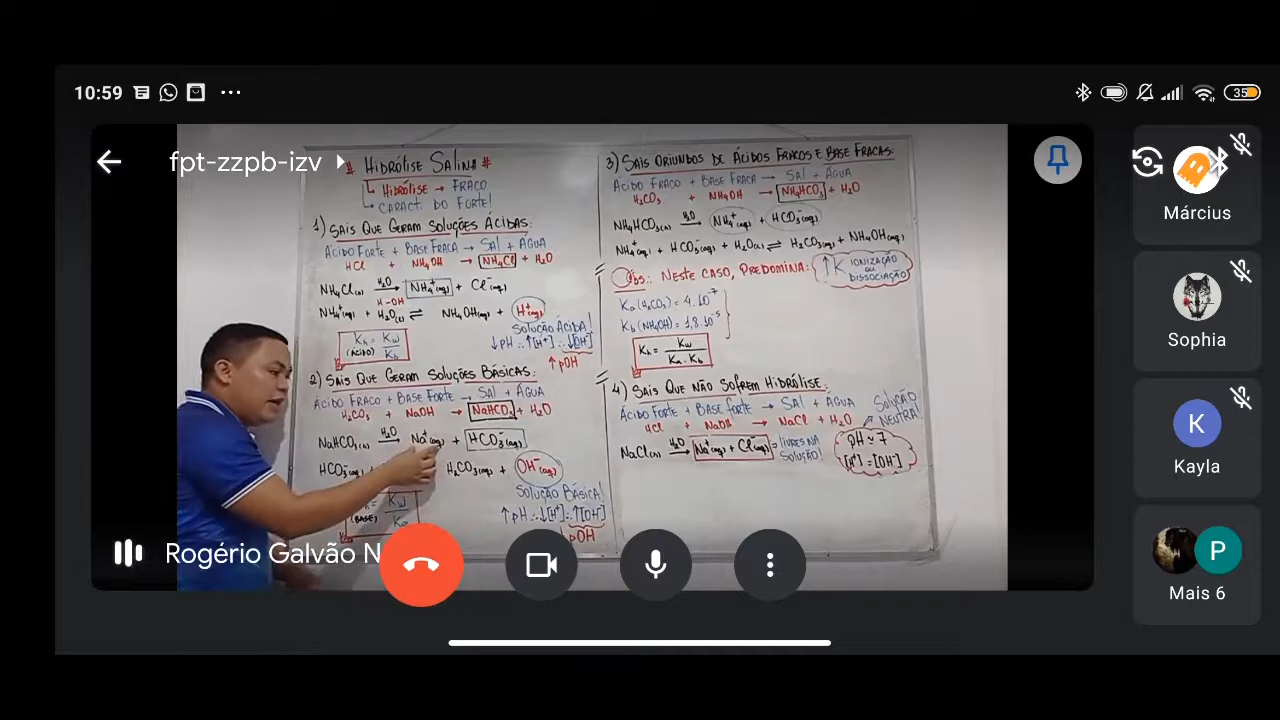 10:59
35
fpt-zzpb-izv
# HIDRÓLISE SALINA #
HIDRÓLISE → FRACO
CARACT. DO FORTE!
1) SAIS QUE GERAM SOLUÇÕES ÁCIDAS:
ÁCIDO FORTE + BASE FRACA → SAL + ÁGUA
HCl + NH₄OH → NH₄Cl + H₂O
NH₄Cl(s) H₂O→ NH₄⁺(aq) + Cl⁻(aq)
H-OH
NH₄⁺(aq) + H₂O(l) ⇌ NH₄OH(aq) + H⁺(aq)
SOLUÇÃO ÁCIDA!
Kh = Kw/Kb
(ÁCIDO)
↓pH ∴ ↑[H⁺] ∴ ↓[OH⁻]
↑pOH
2) SAIS QUE GERAM SOLUÇÕES BÁSICAS:
ÁCIDO FRACO + BASE FORTE → SAL + ÁGUA
H₂CO₃ + NaOH → NaHCO₃ + H₂O
NaHCO₃(s) H₂O→ Na⁺(aq) + HCO₃⁻(aq)
HCO₃⁻(aq) H₂CO₃(aq) + OH⁻(aq)
SOLUÇÃO BÁSICA!
Kw
(BASE)
↑pH ∴ ↓[H⁺] ∴ ↑[OH⁻]
pOH
3) SAIS ORIUNDOS DE ÁCIDOS FRACOS E BASE FRACAS:
ÁCIDO FRACO + BASE FRACA → SAL + ÁGUA
H₂CO₃ + NH₄OH → NH₄HCO₃ + H₂O
NH₄HCO₃(s) H₂O→ NH₄⁺(aq) + HCO₃⁻(aq)
NH₄⁺(aq) + HCO₃⁻(aq) + H₂O(l) ⇌ H₂CO₃(aq) + NH₄OH(aq)
Obs.: NESTE CASO, PREDOMINA: ↑K IONIZAÇÃO
OU
DISSOCIAÇÃO
Ka (H₂CO₃) = 4.10⁻⁷
Kb (NH₄OH) = 1,8.10⁻⁵
Kh = Kw/Ka.Kb
4) SAIS QUE NÃO SOFREM HIDRÓLISE:
ÁCIDO FORTE + BASE FORTE → SAL + ÁGUA
HCl + NaOH → NaCl + H₂O
NaCl(s) H₂O→ Na⁺(aq) + Cl⁻(aq) = LIVRES NA
SOLUÇÃO!
SOLUÇÃO
NEUTRA!
pH ≃ 7
[H⁺] = [OH⁻]
Rogério Galvão N
Március
Sophia
K
Kayla
P
Mais 6